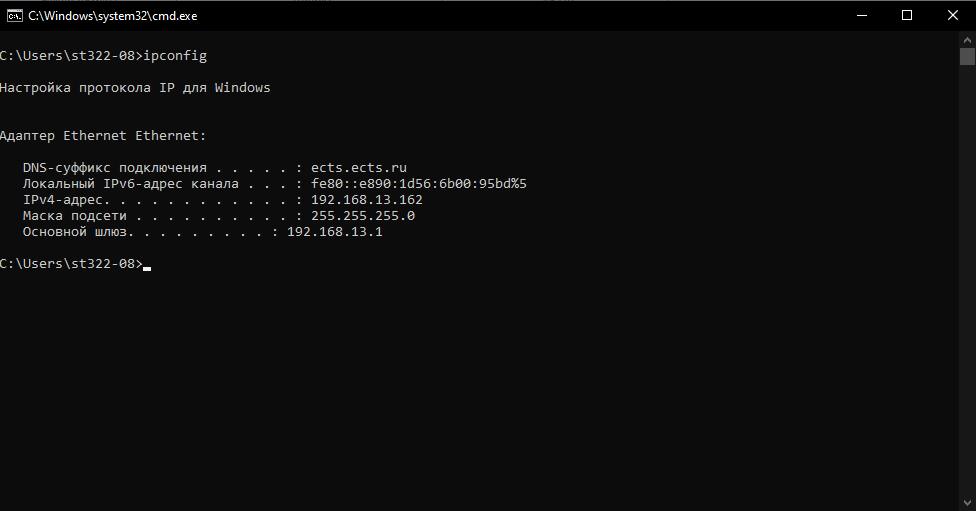 C:\Windows\system32\cmd.exe
C:\Users\st322-08>ipconfig
Настройка протокола IP для Windows
Адаптер Ethernet Ethernet:
DNS-суффикс подключения . . . . . : ects.ects.ru
Локальный IPv6-адрес канала . . . : fe80::e890:1d56:6b00:95bd%5
IPv4-адрес. . . . . . . . . . . . : 192.168.13.162
Маска подсети . . . . . . . . . . : 255.255.255.0
Основной шлюз. . . . . . . . . : 192.168.13.1
C:\Users\st322-08>